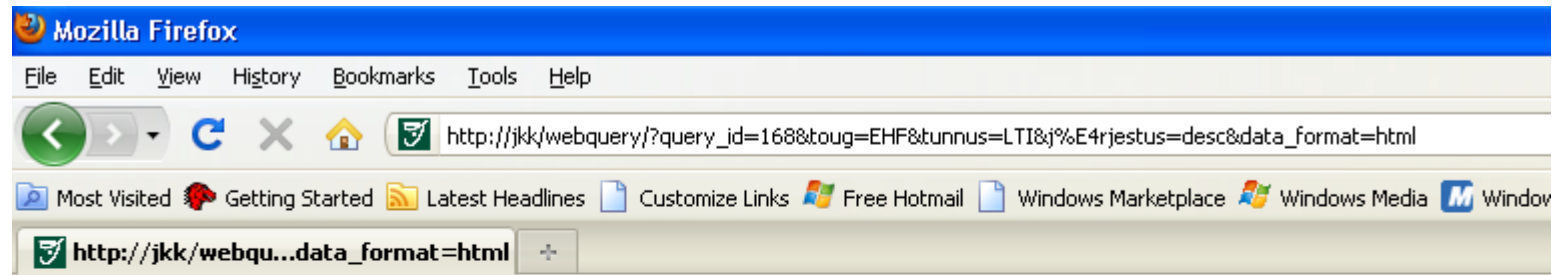 Mozilla Firefox
File Edit View History Bookmarks Tools Help
http://jkk/webquery/?query_id=168&toug=EHF&tunnus=LTI&j%E4rjestus=desc&data_format=html
Most Visited Getting Started Latest Headlines Customize Links Free Hotmail Windows Marketplace Windows Media Window
http://jkk/webqu...data_format=html